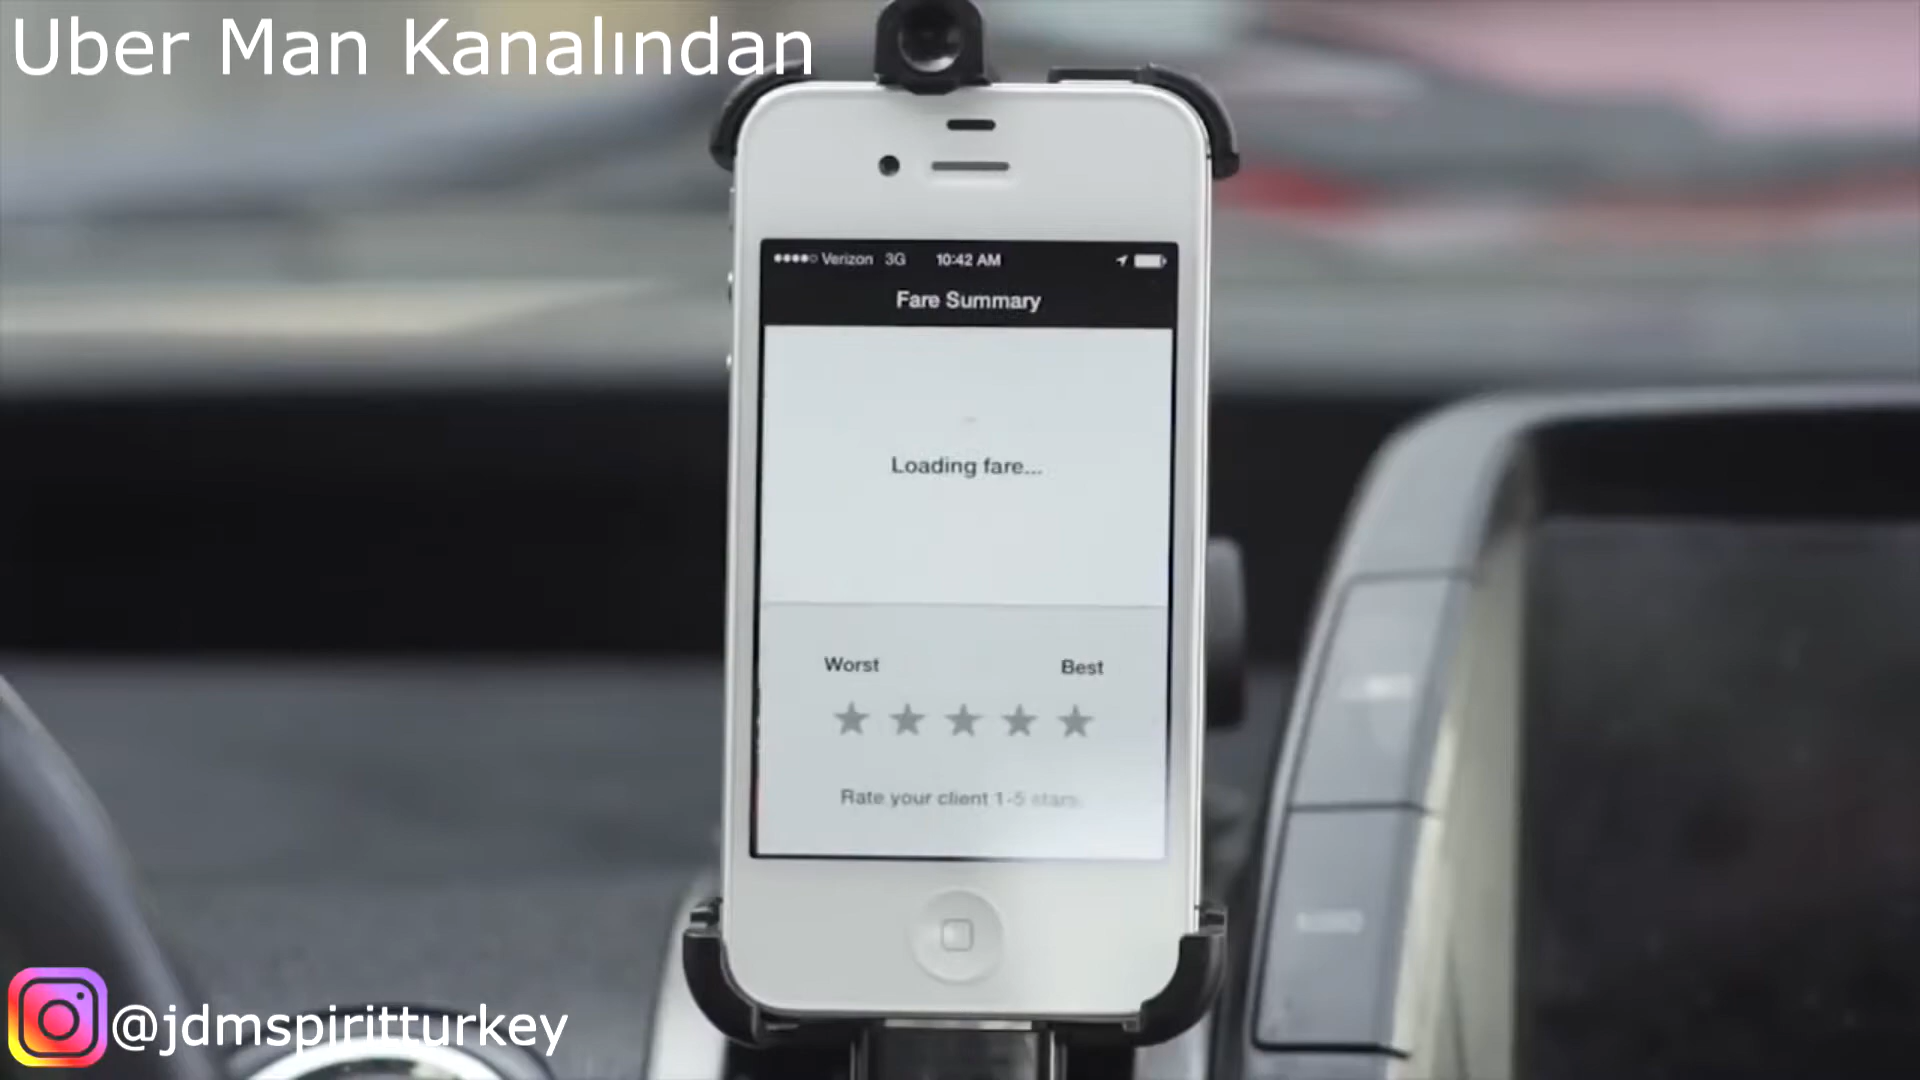 Uber Man Kanalından
Verizon 3G 10:42 AM
Fare Summary
Loading fare...
Worst Best
Rate your client 1-5 stars.
@jdmspiritturkey